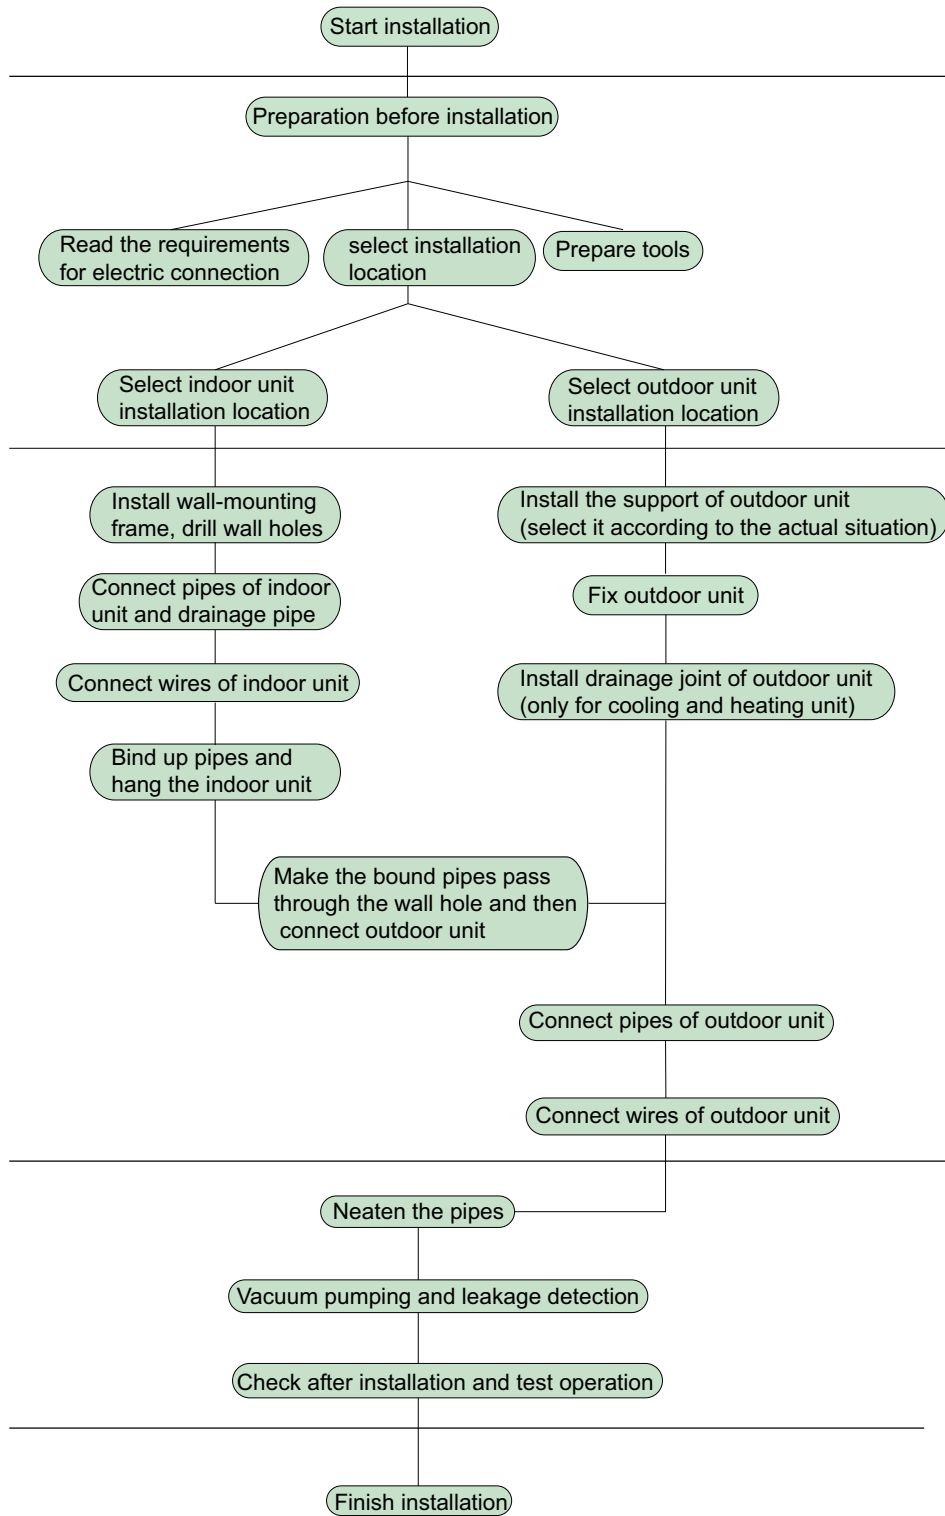 Start installation
Preparation before installation
Read the requirements
for electric connection
select installation
location
Prepare tools
Select indoor unit
installation location
Select outdoor unit
installation location
Install wall-mounting
frame, drill wall holes
Install the support of outdoor unit
(select it according to the actual situation)
Connect pipes of indoor
unit and drainage pipe
Fix outdoor unit
Connect wires of indoor unit
Install drainage joint of outdoor unit
(only for cooling and heating unit)
Bind up pipes and
hang the indoor unit
Make the bound pipes pass
through the wall hole and then
connect outdoor unit
Connect pipes of outdoor unit
Connect wires of outdoor unit
Neaten the pipes
Vacuum pumping and leakage detection
Check after installation and test operation
Finish installation